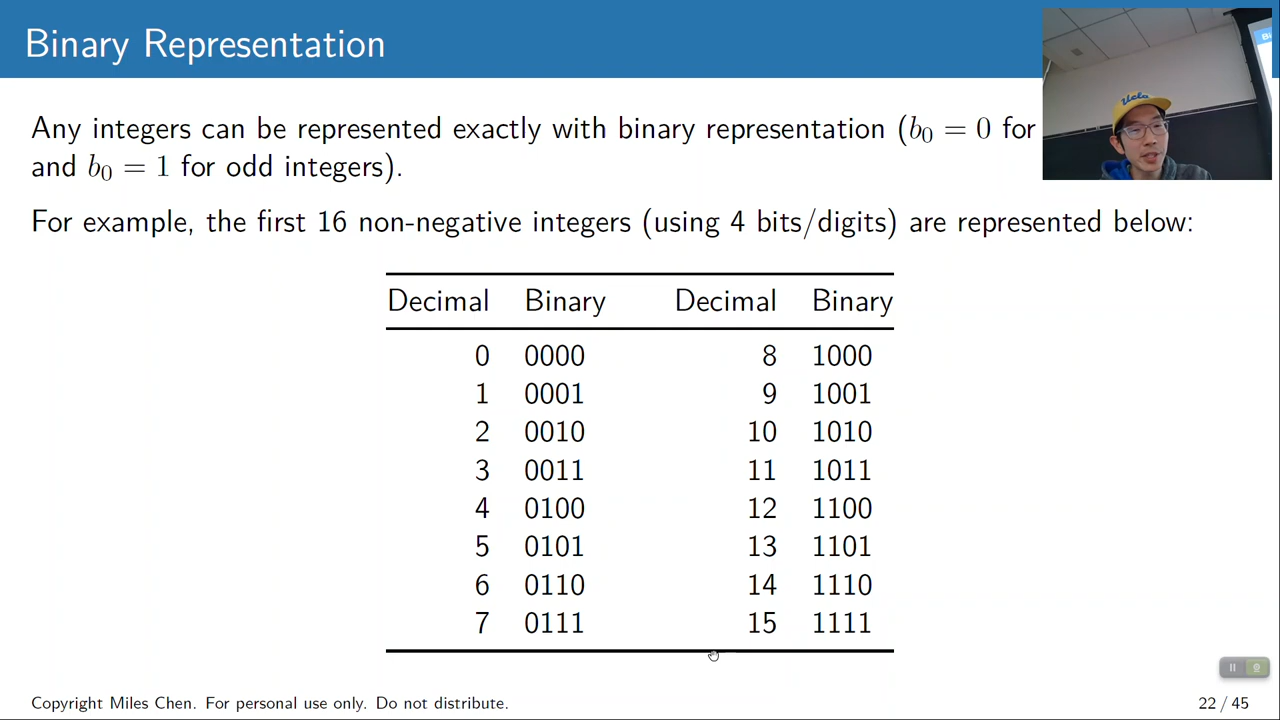 Binary Representation
Ucla
Any integers can be represented exactly with binary representation (b₀ = 0 for
and b₀ = 1 for odd integers).
For example, the first 16 non-negative integers (using 4 bits/digits) are represented below:
Decimal Binary Decimal Binary
0 0000 8 1000
1 0001 9 1001
2 0010 10 1010
3 0011 11 1011
4 0100 12 1100
5 0101 13 1101
6 0110 14 1110
7 0111 15 1111
Copyright Miles Chen. For personal use only. Do not distribute.
22 / 45